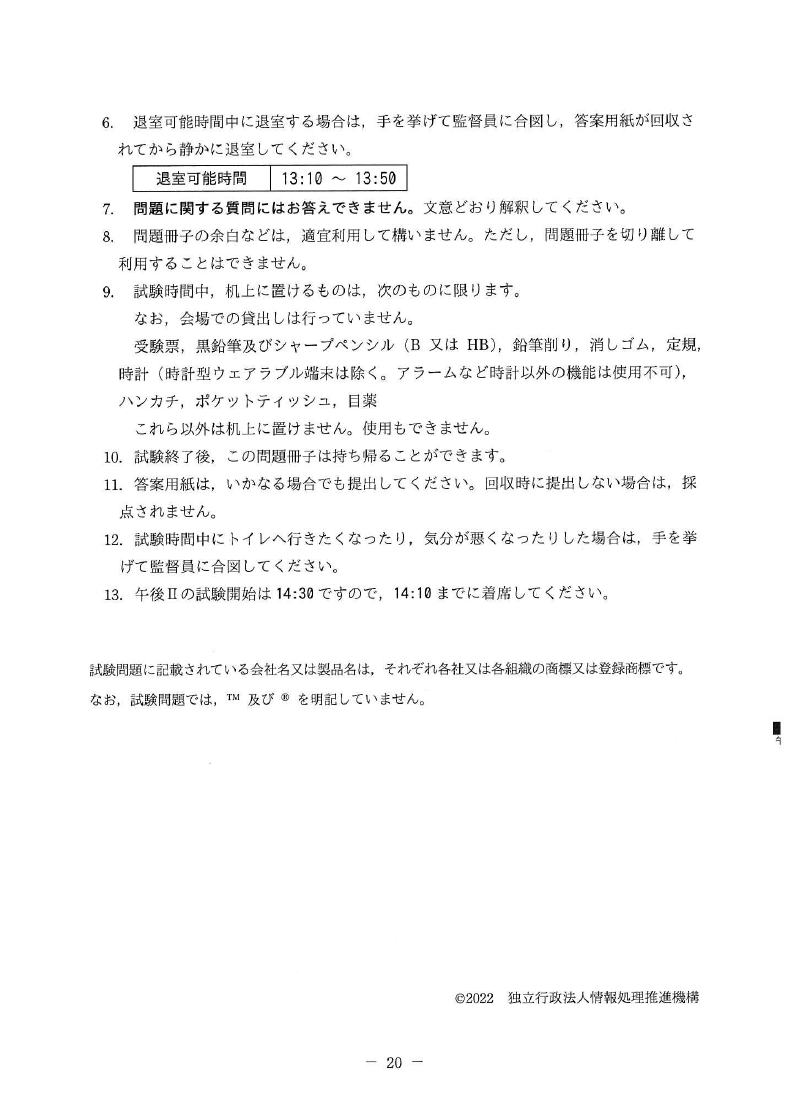 6. 退室可能時間中に退室する場合は，手を挙げて監督員に合図し，答案用紙が回収さ
れてから静かに退室してください。
退室可能時間 13:10 ～ 13:50
7. 問題に関する質問にはお答えできません。文意どおり解釈してください。
8. 問題冊子の余白などは，適宜利用して構いません。ただし，問題冊子を切り離して
利用することはできません。
9. 試験時間中，机上に置けるものは，次のものに限ります。
なお，会場での貸出しは行っていません。
受験票，黒鉛筆及びシャープペンシル（B 又は HB），鉛筆削り，消しゴム，定規，
時計（時計型ウェアラブル端末は除く。アラームなど時計以外の機能は使用不可），
ハンカチ，ポケットティッシュ，目薬
これら以外は机上に置けません。使用もできません。
10. 試験終了後，この問題冊子は持ち帰ることができます。
11. 答案用紙は，いかなる場合でも提出してください。回収時に提出しない場合は，採
点されません。
12. 試験時間中にトイレへ行きたくなったり，気分が悪くなったりした場合は，手を挙
げて監督員に合図してください。
13. 午後Ⅱの試験開始は 14:30 ですので，14:10 までに着席してください。
試験問題に記載されている会社名又は製品名は，それぞれ各社又は各組織の商標又は登録商標です。
なお，試験問題では，™ 及び ® を明記していません。
©2022 独立行政法人情報処理推進機構
－ 20 －